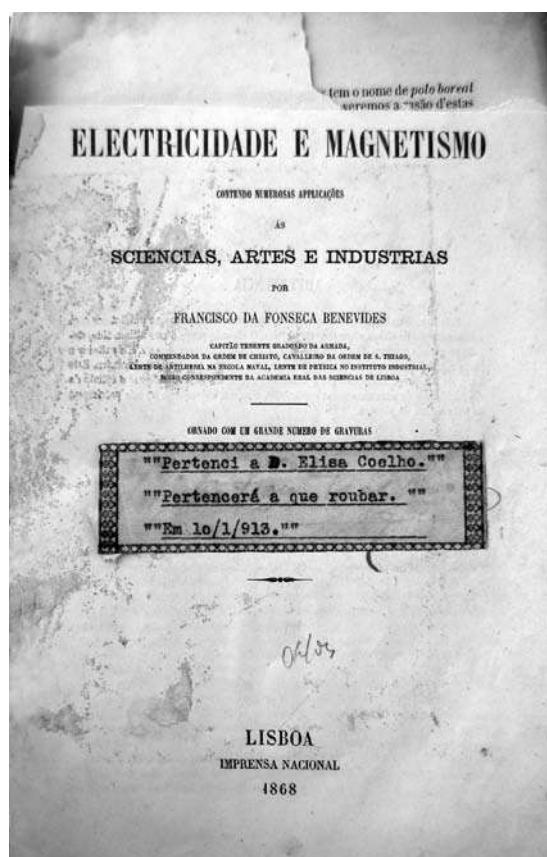 tem o nome de polo boreal
veremos a rasão d'estas
ELECTRICIDADE E MAGNETISMO
CONTENDO NUMEROSAS APPLICAÇÕES
ÁS
SCIENCIAS, ARTES E INDUSTRIAS
POR
FRANCISCO DA FONSECA BENEVIDES
CAPITÃO TENENTE GRADUADO DA ARMADA,
COMMENDADOR DA ORDEM DE CHRISTO, CAVALLEIRO DA ORDEM DE S. THIAGO,
LENTE DE ARTILHERIA NA ESCOLA NAVAL, LENTE DE PHYSICA NO INSTITUTO INDUSTRIAL,
SOCIO CORRESPONDENTE DA ACADEMIA REAL DAS SCIENCIAS DE LISBOA
ORNADO COM UM GRANDE NUMERO DE GRAVURAS
""Pertenci a D. Elisa Coelho.""
""Pertencerá a que roubar. ""
""Em 10/1/913.""
LISBOA
IMPRENSA NACIONAL
1868